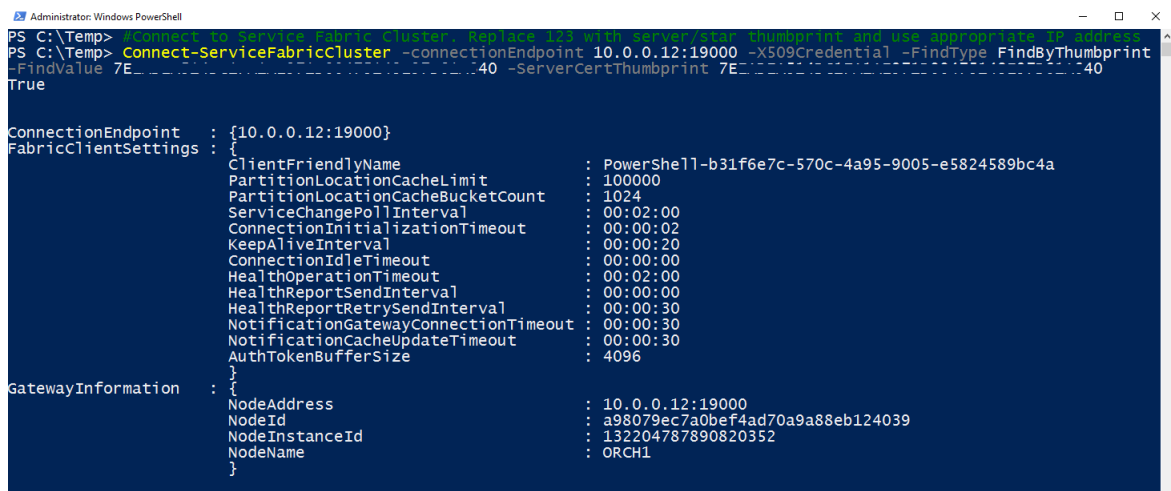 Administrator: Windows PowerShell
PS C:\Temp> #Connect to Service Fabric Cluster. Replace 123 with server/star thumbprint and use appropriate IP address
PS C:\Temp> Connect-ServiceFabricCluster -connectionEndpoint 10.0.0.12:19000 -X509Credential -FindType FindByThumbprint
-FindValue 7E 40 -ServerCertThumbprint 7E 40
True
ConnectionEndpoint : {10.0.0.12:19000}
FabricClientSettings : {
ClientFriendlyName : PowerShell-b31f6e7c-570c-4a95-9005-e5824589bc4a
PartitionLocationCacheLimit : 100000
PartitionLocationCacheBucketCount : 1024
ServiceChangePollInterval : 00:02:00
ConnectionInitializationTimeout : 00:00:02
KeepAliveInterval : 00:00:20
ConnectionIdleTimeout : 00:00:00
HealthOperationTimeout : 00:02:00
HealthReportSendInterval : 00:00:00
HealthReportRetrySendInterval : 00:00:30
NotificationGatewayConnectionTimeout : 00:00:30
NotificationCacheUpdateTimeout : 00:00:30
AuthTokenBufferSize : 4096
}
GatewayInformation : {
NodeAddress : 10.0.0.12:19000
NodeId : a98079ec7a0bef4ad70a9a88eb124039
NodeInstanceId : 132204787890820352
NodeName : ORCH1
}